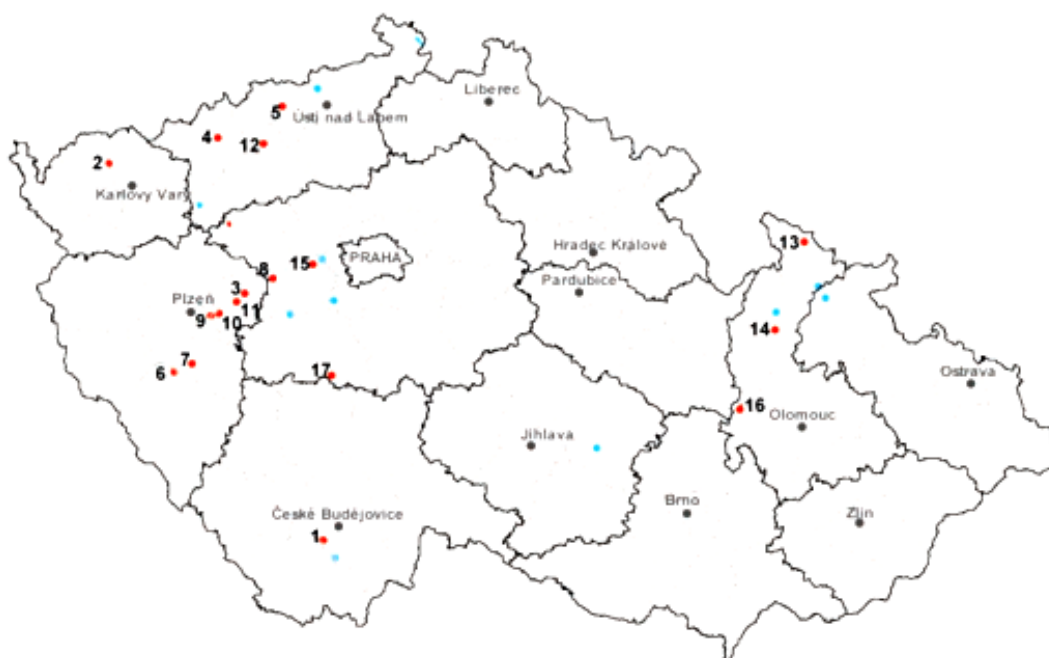 Liberec
5
Ústí nad Labem
4
12
2
Karlovy Vary
13
Hradec Králové
PRAHA
15
8
Pardubice
3
Plzeň
11
9
10
14
7
6
17
Ostrava
16
Olomouc
Jihlava
Brno
České Budějovice
Zlín
1